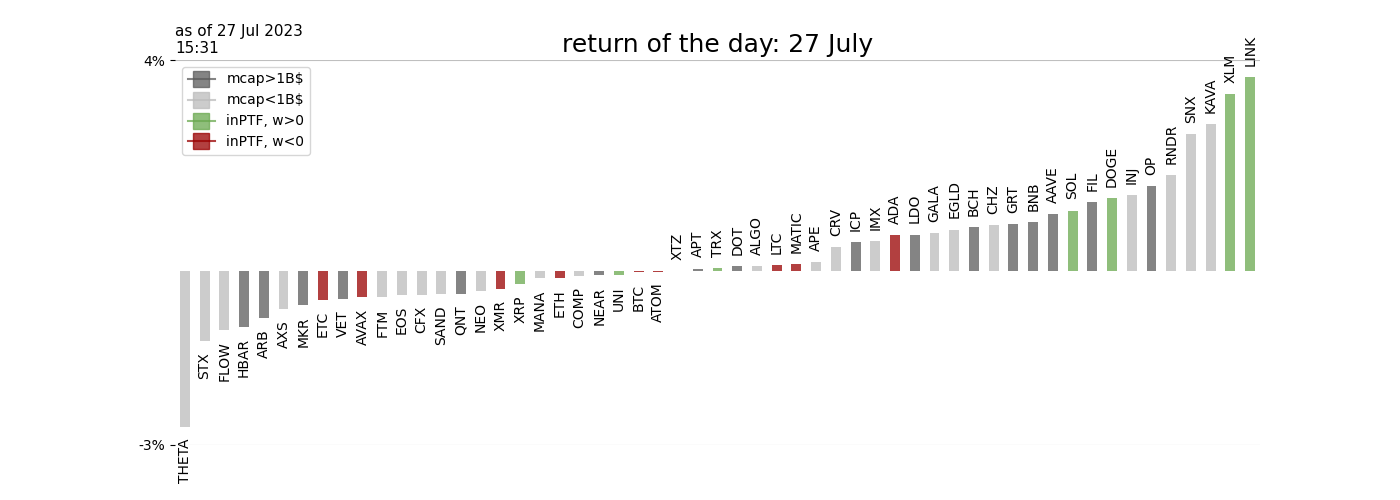 as of 27 Jul 2023
15:31
return of the day: 27 July
4%
mcap>1B$
mcap<1B$
inPTF, w>0
inPTF, w<0
-3%
THETA
STX
FLOW
HBAR
ARB
AXS
MKR
ETC
VET
AVAX
FTM
EOS
CFX
SAND
QNT
NEO
XMR
XRP
MANA
ETH
COMP
NEAR
UNI
BTC
ATOM
XTZ
APT
TRX
DOT
ALGO
LTC
MATIC
APE
CRV
ICP
IMX
ADA
LDO
GALA
EGLD
BCH
CHZ
GRT
BNB
AAVE
SOL
FIL
DOGE
INJ
OP
RNDR
SNX
KAVA
XLM
LINK